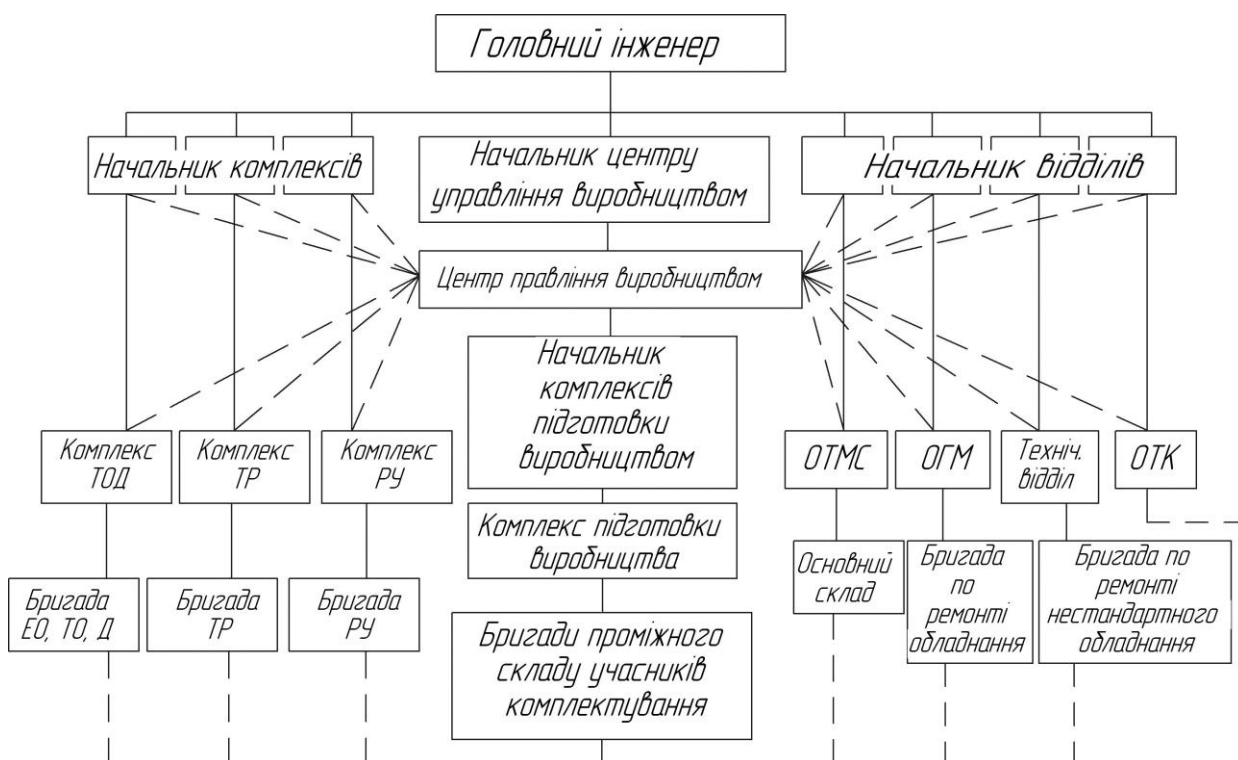 Головний інженер
Начальник комплексів
Начальник центру
управління виробництвом
Начальник відділів
Центр правління виробництвом
Начальник
комплексів
підготовки
виробництвом
Комплекс
ТОД
Комплекс
ТР
Комплекс
РУ
ОТМС
ОГМ
Техніч.
відділ
ОТК
Комплекс підготовки
виробництва
Основний
склад
Бригада
по
ремонті
обладнання
Бригада по
ремонті
нестандартного
обладнання
Бригада
ЕО, ТО, Д
Бригада
ТР
Бригада
РУ
Бригади проміжного
складу учасників
комплектування